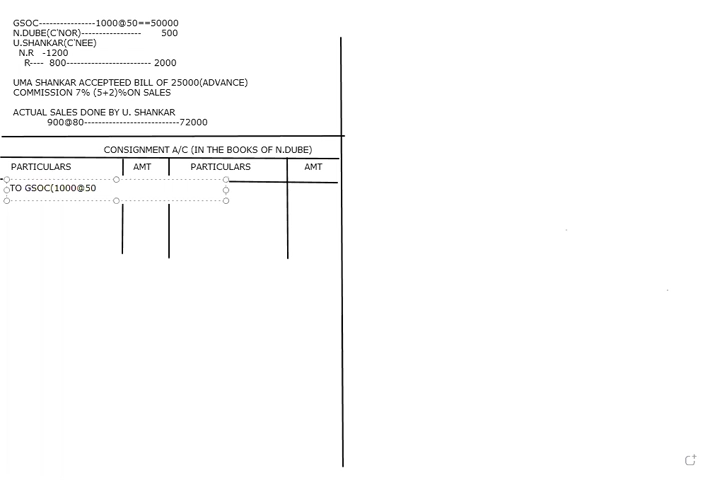 GSOC----------------1000@50==50000
N.DUBE(C'NOR)----------------- 500
U.SHANKAR(C'NEE)
N.R -1200
R---- 800------------------------ 2000
UMA SHANKAR ACCEPTEED BILL OF 25000(ADVANCE)
COMMISSION 7% (5+2)%ON SALES
ACTUAL SALES DONE BY U. SHANKAR
900@80---------------------------72000
CONSIGNMENT A/C (IN THE BOOKS OF N.DUBE)
PARTICULARS AMT PARTICULARS AMT
TO GSOC(1000@50